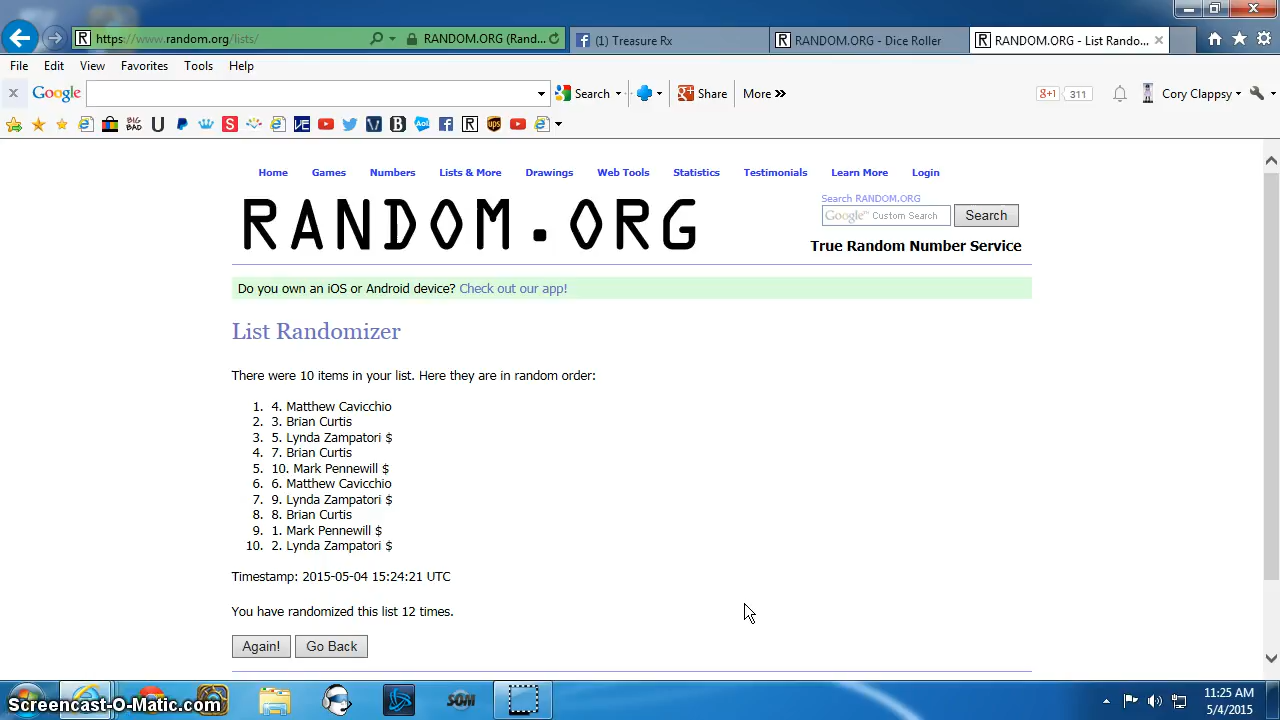 https://www.random.org/lists/
RANDOM.ORG (Rand...
(1) Treasure Rx
RANDOM.ORG - Dice Roller
RANDOM.ORG - List Rando...
File Edit View Favorites Tools Help
Google
Search
Share
More »
g+1 311
Cory Clappsy
BIG BAD
Aol
ups
Home Games Numbers Lists & More Drawings Web Tools Statistics Testimonials Learn More Login
Search RANDOM.ORG
RANDOM.ORG
Google™ Custom Search
Search
True Random Number Service
Do you own an iOS or Android device? Check out our app!
List Randomizer
There were 10 items in your list. Here they are in random order:
1. 4. Matthew Cavicchio
2. 3. Brian Curtis
3. 5. Lynda Zampatori $
4. 7. Brian Curtis
5. 10. Mark Pennewill $
6. 6. Matthew Cavicchio
7. 9. Lynda Zampatori $
8. 8. Brian Curtis
9. 1. Mark Pennewill $
10. 2. Lynda Zampatori $
Timestamp: 2015-05-04 15:24:21 UTC
You have randomized this list 12 times.
Again!
Go Back
SOM
11:25 AM
Screencast-O-Matic.com
5/4/2015